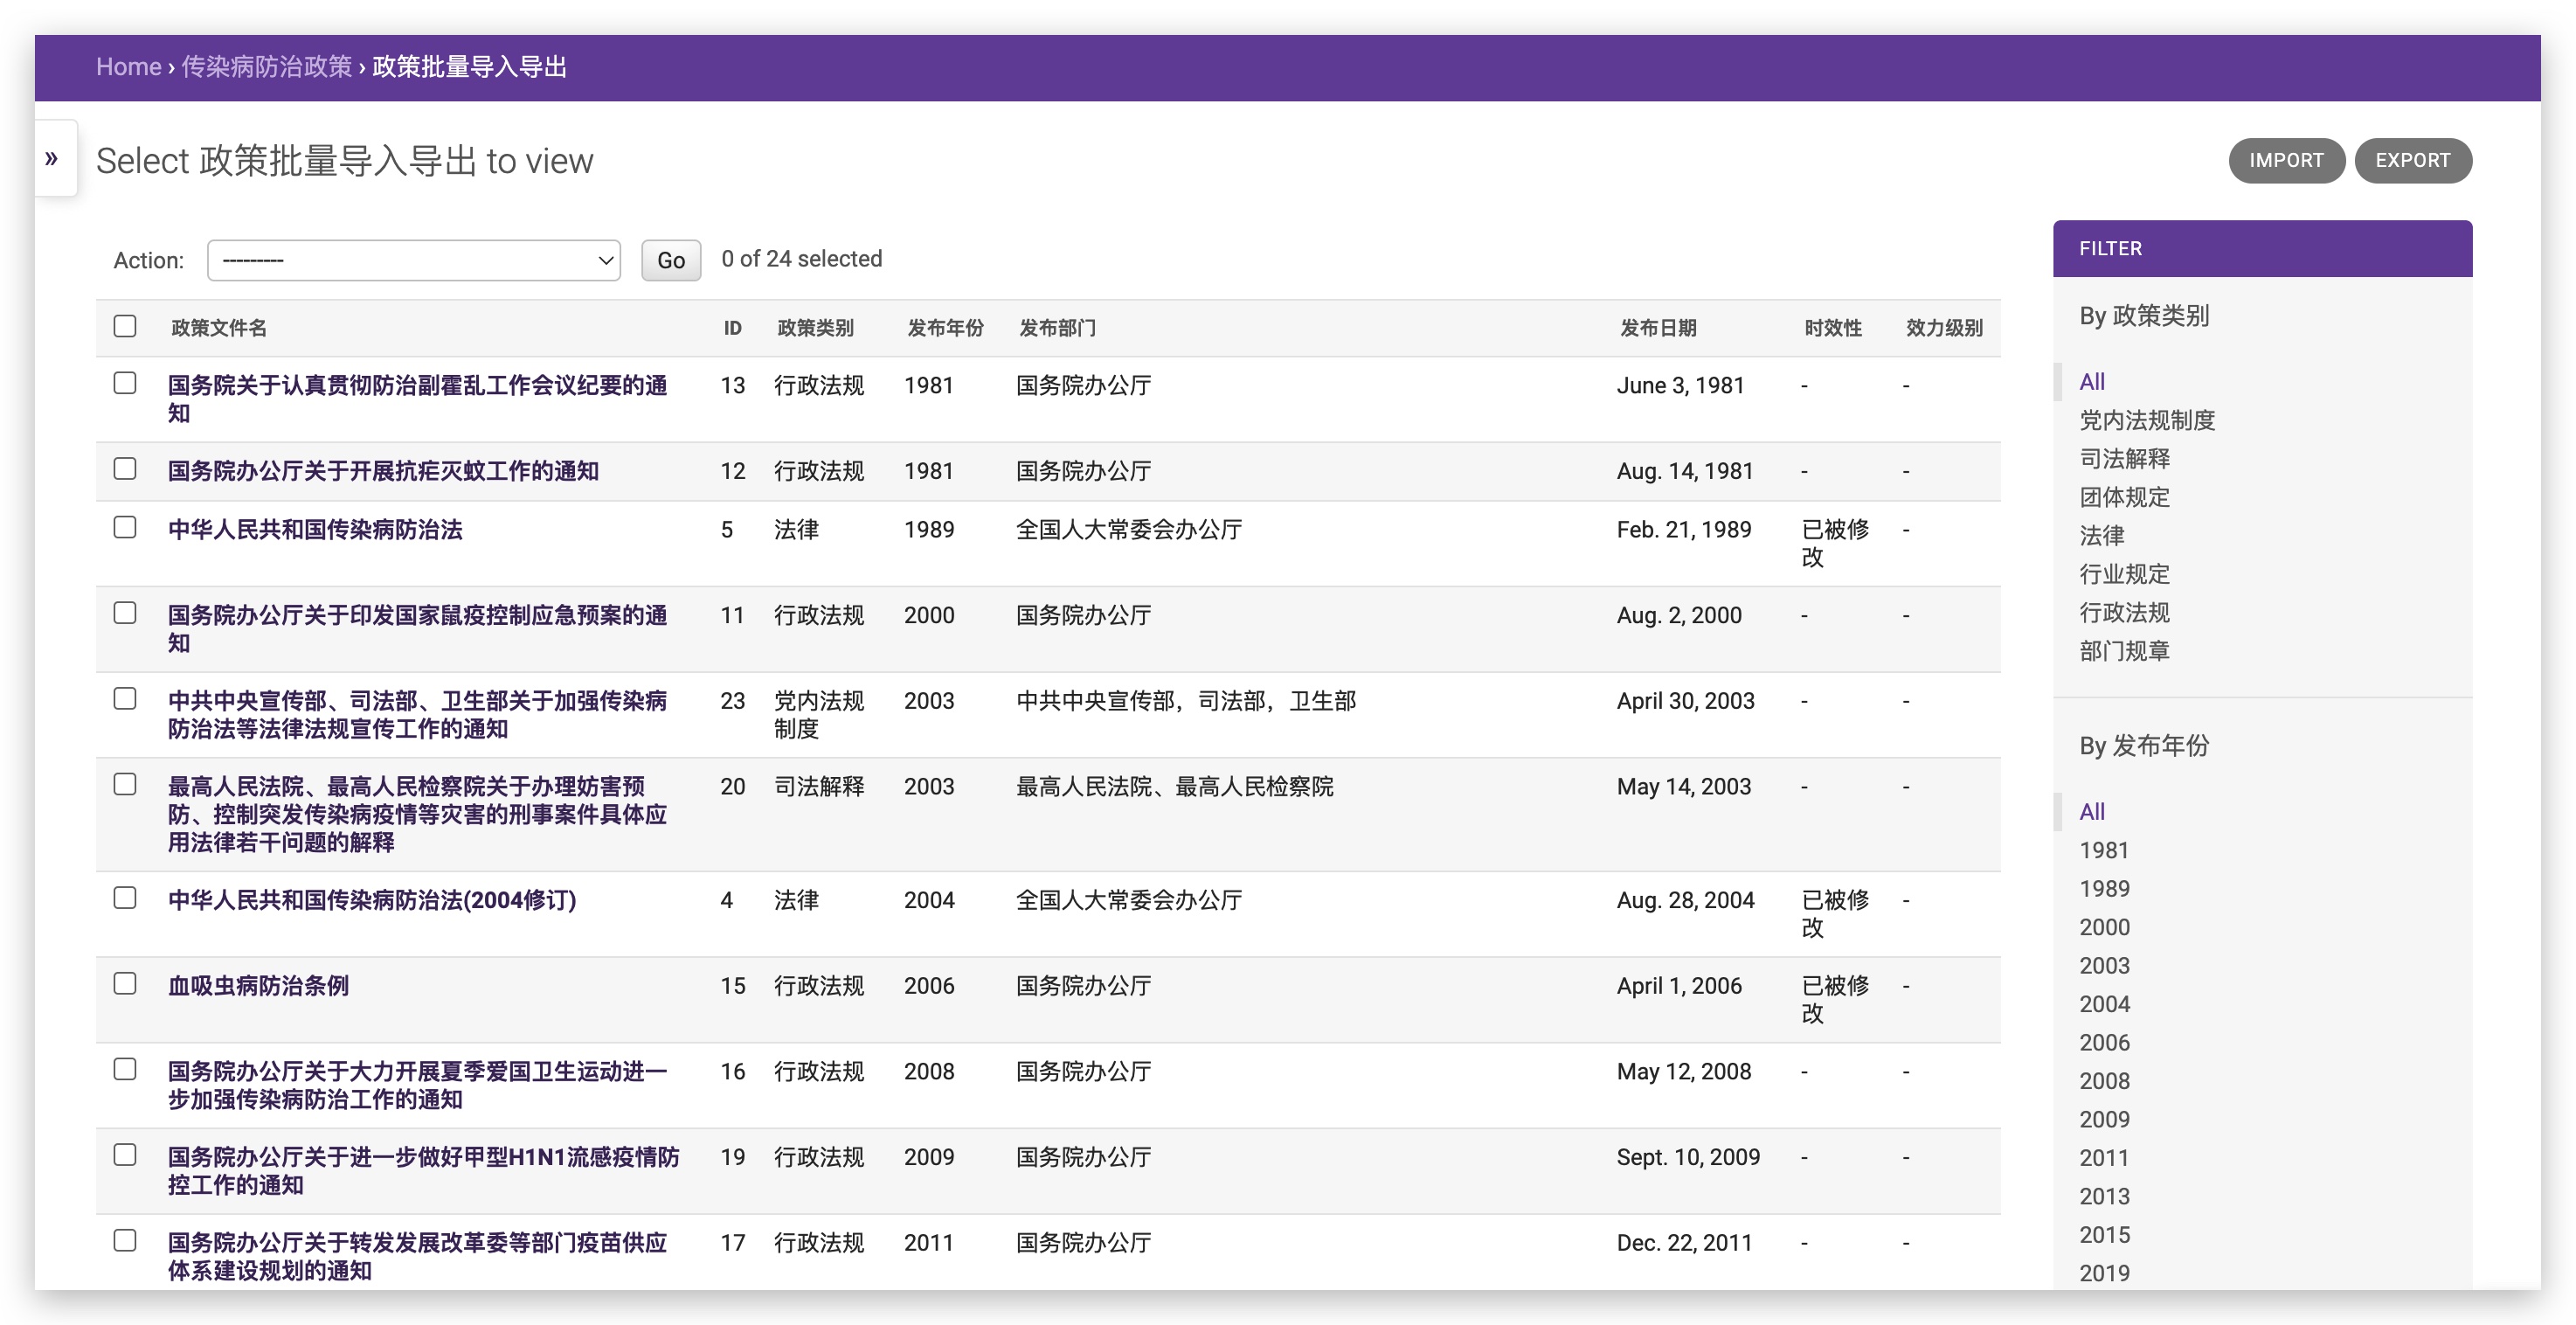 Home › 传染病防治政策 › 政策批量导入导出
»
Select 政策批量导入导出 to view
IMPORT EXPORT
Action: --------- Go 0 of 24 selected
政策文件名 ID 政策类别 发布年份 发布部门 发布日期 时效性 效力级别
国务院关于认真贯彻防治副霍乱工作会议纪要的通 13 行政法规 1981 国务院办公厅 June 3, 1981 - -
知
国务院办公厅关于开展抗疟灭蚊工作的通知 12 行政法规 1981 国务院办公厅 Aug. 14, 1981 - -
中华人民共和国传染病防治法 5 法律 1989 全国人大常委会办公厅 Feb. 21, 1989 已被修 -
改
国务院办公厅关于印发国家鼠疫控制应急预案的通 11 行政法规 2000 国务院办公厅 Aug. 2, 2000 - -
知
中共中央宣传部、司法部、卫生部关于加强传染病 23 党内法规 2003 中共中央宣传部，司法部，卫生部 April 30, 2003 - -
防治法等法律法规宣传工作的通知 制度
最高人民法院、最高人民检察院关于办理妨害预 20 司法解释 2003 最高人民法院、最高人民检察院 May 14, 2003 - -
防、控制突发传染病疫情等灾害的刑事案件具体应
用法律若干问题的解释
中华人民共和国传染病防治法(2004修订) 4 法律 2004 全国人大常委会办公厅 Aug. 28, 2004 已被修 -
改
血吸虫病防治条例 15 行政法规 2006 国务院办公厅 April 1, 2006 已被修 -
改
国务院办公厅关于大力开展夏季爱国卫生运动进一 16 行政法规 2008 国务院办公厅 May 12, 2008 - -
步加强传染病防治工作的通知
国务院办公厅关于进一步做好甲型H1N1流感疫情防 19 行政法规 2009 国务院办公厅 Sept. 10, 2009 - -
控工作的通知
国务院办公厅关于转发发展改革委等部门疫苗供应 17 行政法规 2011 国务院办公厅 Dec. 22, 2011 - -
体系建设规划的通知
FILTER
By 政策类别
All
党内法规制度
司法解释
团体规定
法律
行业规定
行政法规
部门规章
By 发布年份
All
1981
1989
2000
2003
2004
2006
2008
2009
2011
2013
2015
2019